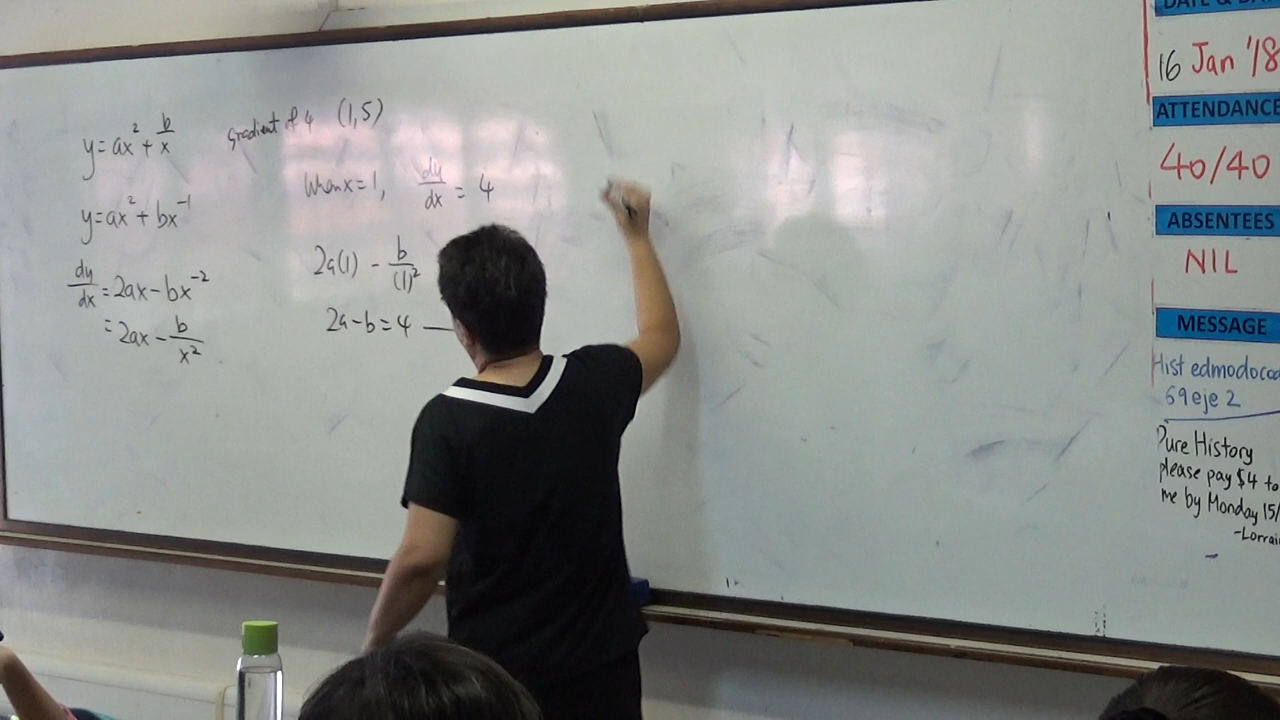 y = ax² + b/x
gradient of 4 (1,5)
When x = 1, dy/dx = 4
y = ax² + bx⁻¹
dy/dx = 2ax - bx⁻²
= 2ax - b/x²
2a(1) - b/(1)²
2a - b = 4 —
16 Jan '18
ATTENDANCE
40/40
ABSENTEES
NIL
MESSAGE
Hist edmodo
69eje2
Pure History
please pay $4 to
me by Monday 15/